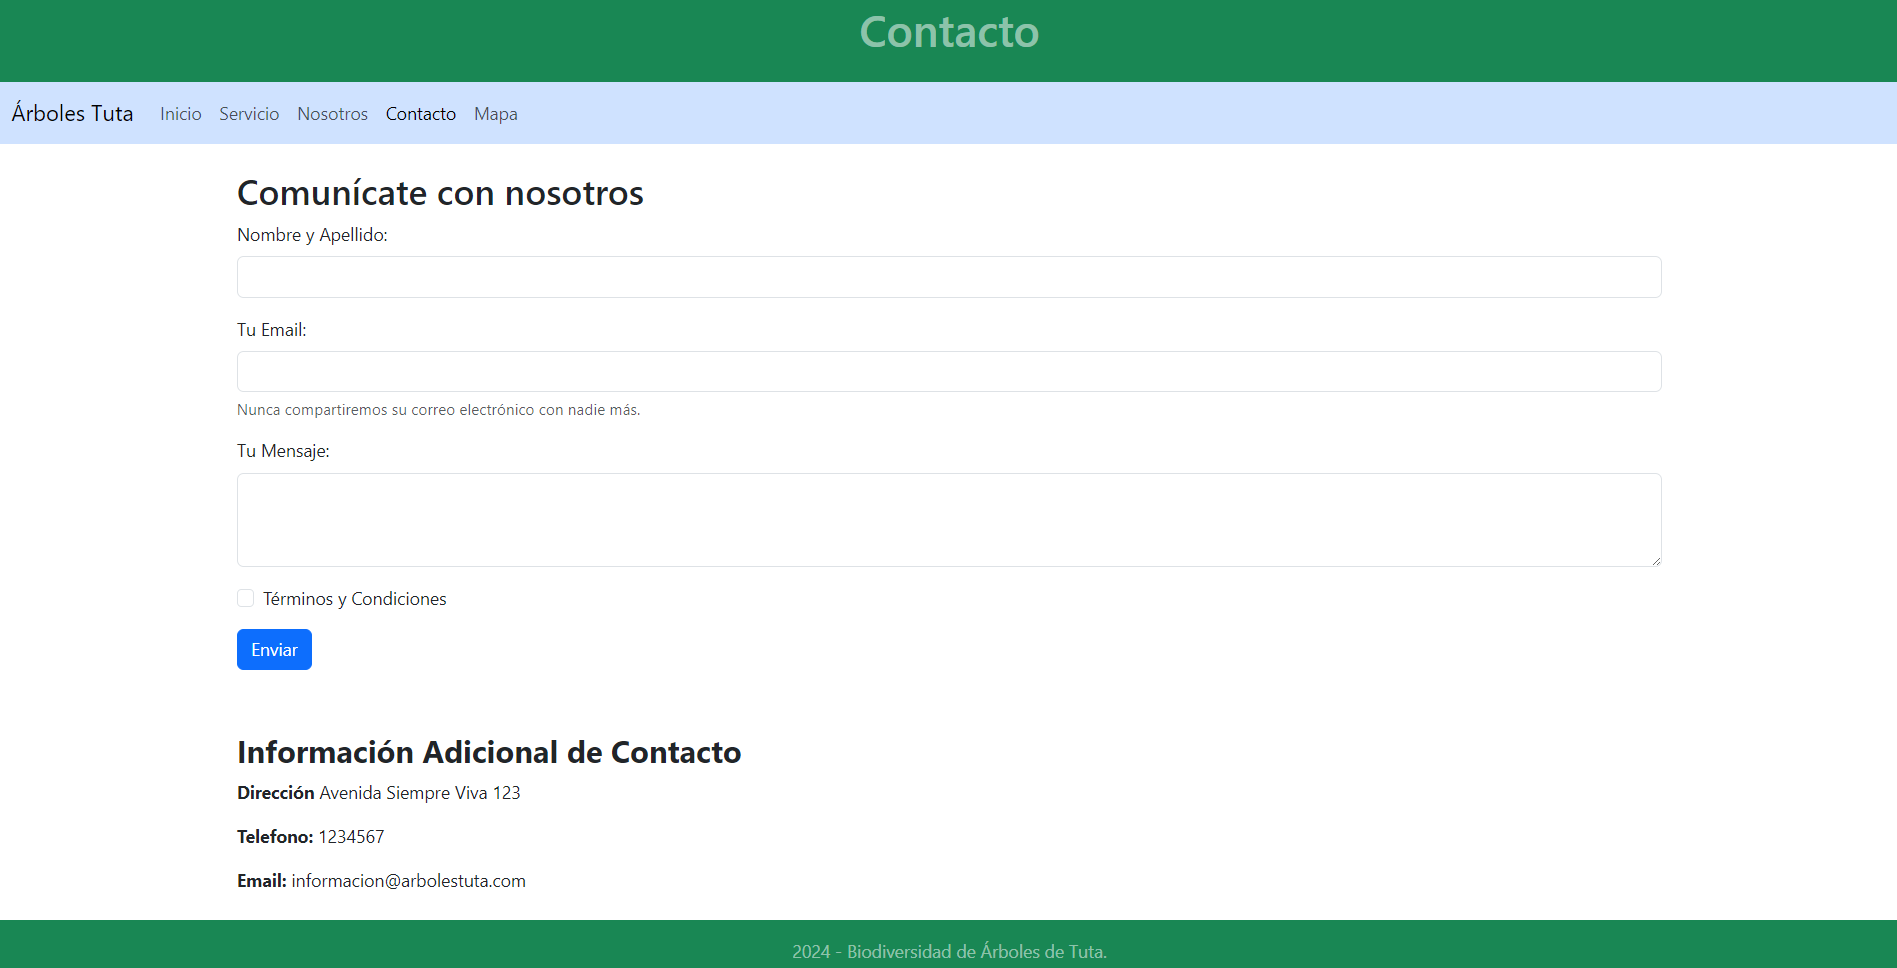 Contacto
Árboles Tuta Inicio Servicio Nosotros Contacto Mapa
Comunícate con nosotros
Nombre y Apellido:
Tu Email:
Nunca compartiremos su correo electrónico con nadie más.
Tu Mensaje:
Términos y Condiciones
Enviar
Información Adicional de Contacto
Dirección Avenida Siempre Viva 123
Telefono: 1234567
Email: informacion@arbolestuta.com
2024 - Biodiversidad de Árboles de Tuta.